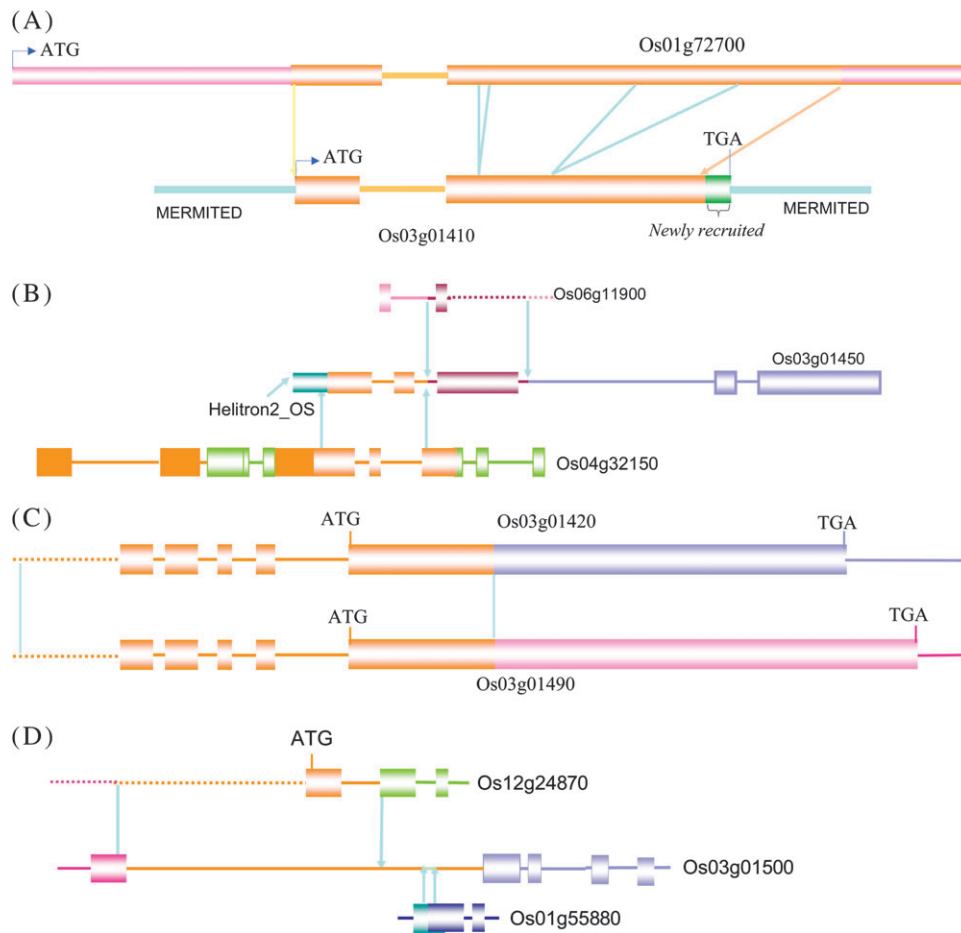 (A)
ATG
Os01g72700
ATG
TGA
MERMITED
MERMITED
Newly recruited
Os03g01410
(B)
Os06g11900
Os03g01450
Helitron2_OS
Os04g32150
(C)
ATG
Os03g01420
TGA
ATG
TGA
Os03g01490
(D)
ATG
Os12g24870
Os03g01500
Os01g55880